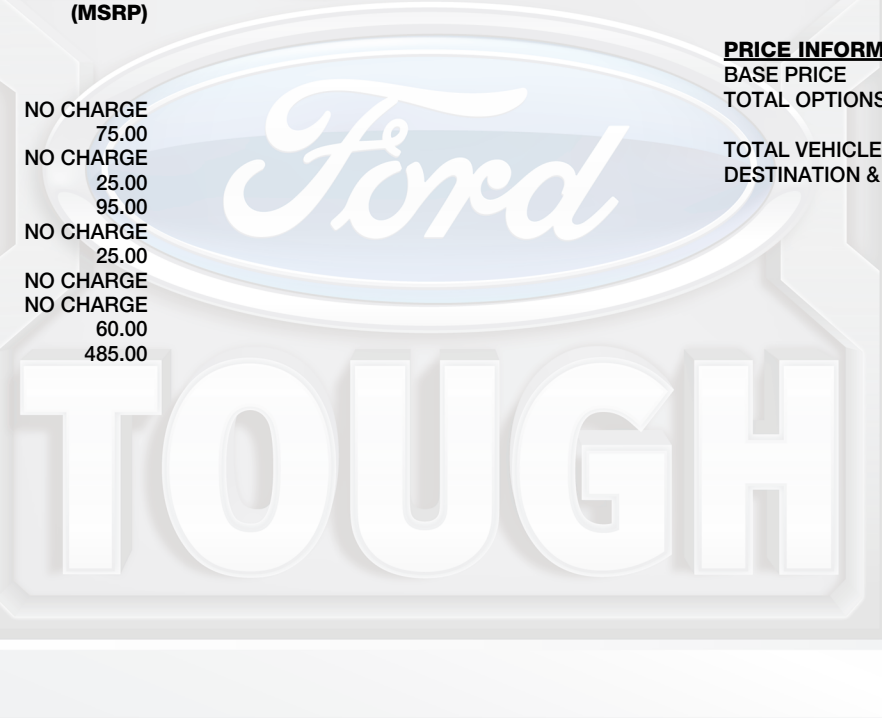 (MSRP)
NO CHARGE
75.00
NO CHARGE
25.00
95.00
NO CHARGE
25.00
NO CHARGE
NO CHARGE
60.00
485.00
PRICE INFORM
BASE PRICE
TOTAL OPTIONS
TOTAL VEHICLE
DESTINATION &
Ford
TOUGH